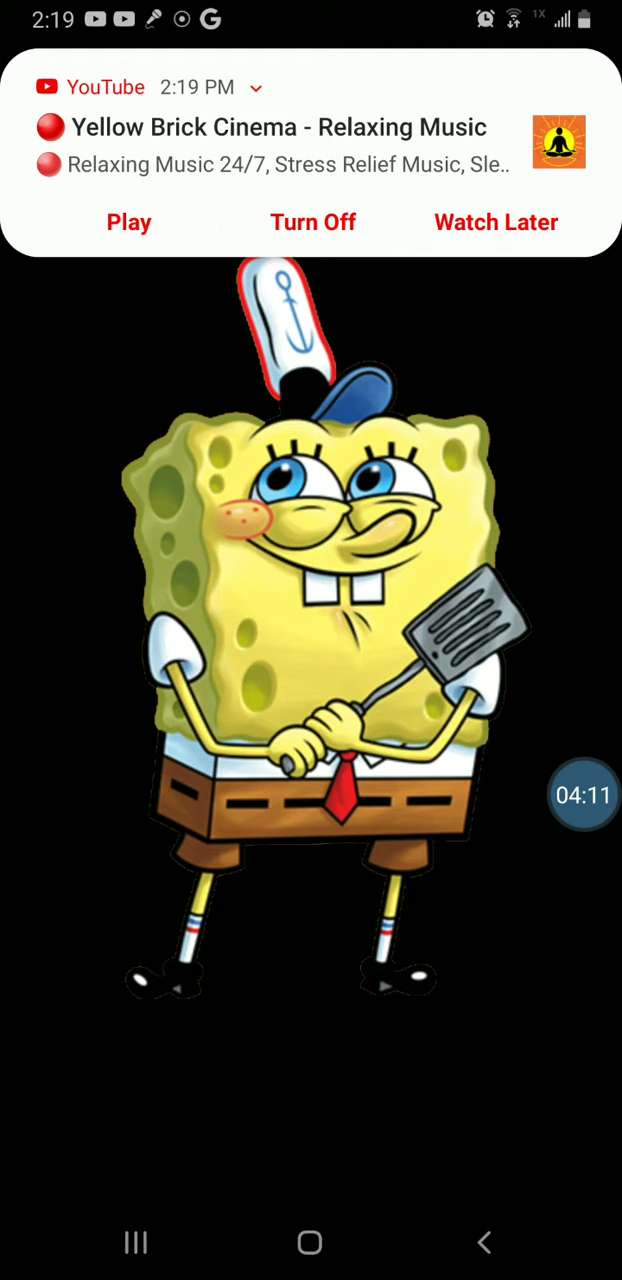 2:19 G 1X
YouTube 2:19 PM
Yellow Brick Cinema - Relaxing Music
Relaxing Music 24/7, Stress Relief Music, Sle..
Play Turn Off Watch Later
04:11